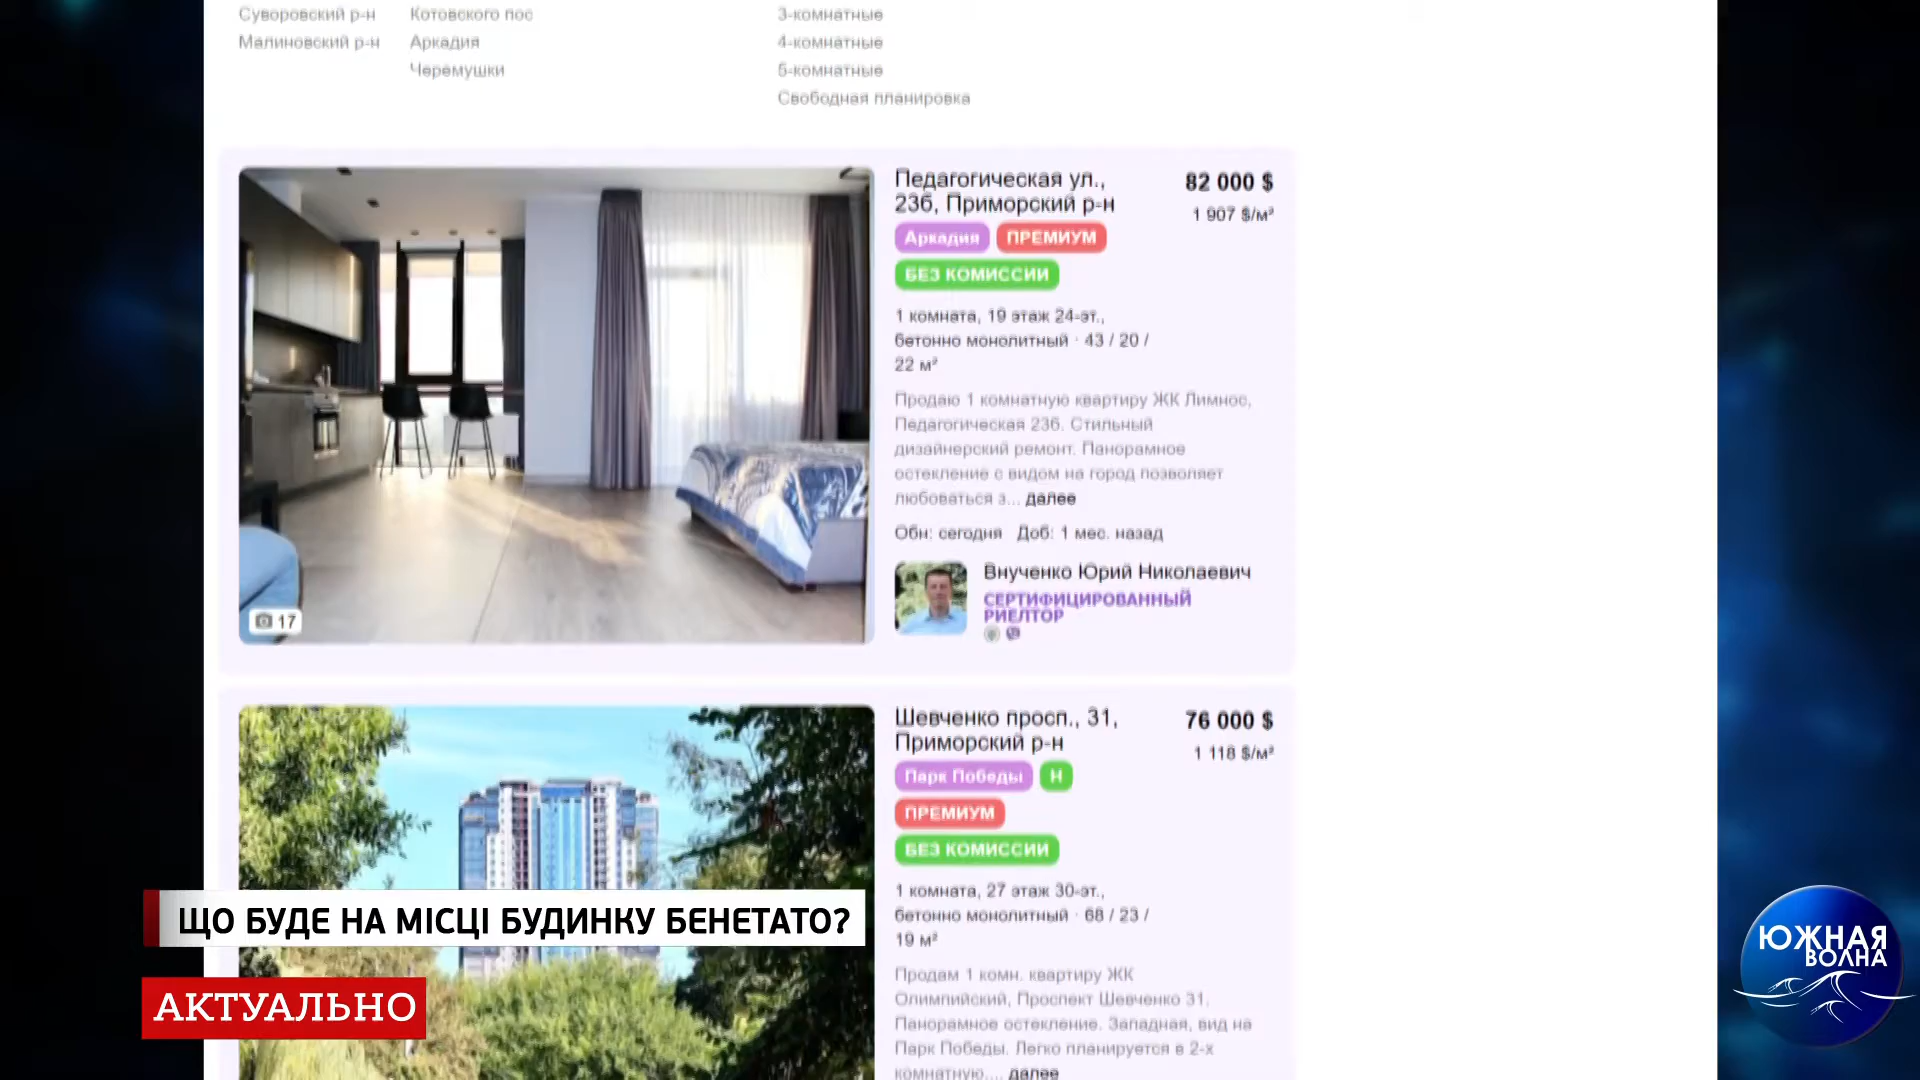 Суворовский р-н
Малиновский р-н
Котовского пос
Аркадия
Черемушки
3-комнатные
4-комнатные
5-комнатные
Свободная планировка
Педагогическая ул.,
23б, Приморский р-н
82 000 $
1 907 $/м²
Аркадия ПРЕМИУМ
БЕЗ КОМИССИИ
1 комната, 19 этаж 24-эт.,
бетонно монолитный · 43 / 20 /
22 м²
Продаю 1 комнатную квартиру ЖК Лимнос,
Педагогическая 23б. Стильный
дизайнерский ремонт. Панорамное
остекление с видом на город позволяет
любоваться з... далее
Обн: сегодня Доб: 1 мес. назад
Внученко Юрий Николаевич
СЕРТИФИЦИРОВАННЫЙ
РИЕЛТОР
17
Шевченко просп., 31,
Приморский р-н
76 000 $
1 118 $/м²
Парк Победы Н
ПРЕМИУМ
БЕЗ КОМИССИИ
1 комната, 27 этаж 30-эт.,
бетонно монолитный · 68 / 23 /
19 м²
Продам 1 комн. квартиру ЖК
Олимпийский, Проспект Шевченко 31.
Панорамное остекление. Западная, вид на
Парк Победы. Легко планируется в 2-х
комнатную.... далее
ЩО БУДЕ НА МІСЦІ БУДИНКУ БЕНЕТАТО?
АКТУАЛЬНО
ЮЖНАЯ
ВОЛНА